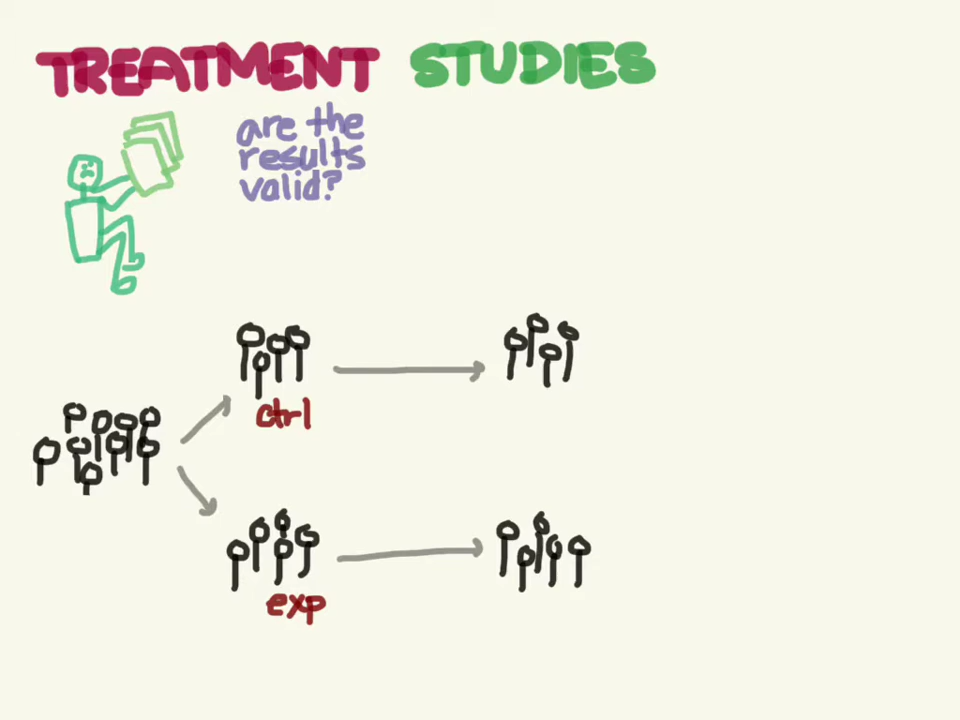 TREATMENT STUDIES
are the
results
valid?
ctrl
exp